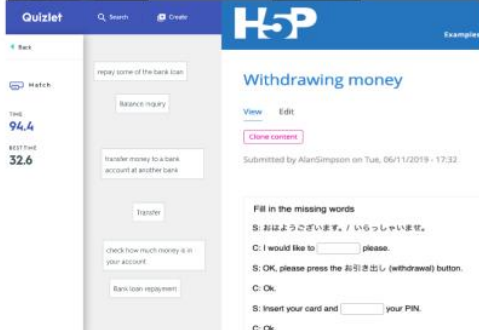 Quizlet
Search
Create
Back
Match
TIME
94.4
BEST TIME
32.6
repay some of the bank loan
Balance inquiry
transfer money to a bank
account at another bank
Transfer
check how much money is in
your account.
Bank loan repayment
H5P
Examples
Withdrawing money
View Edit
Clone content
Submitted by AlanSimpson on Tue, 06/11/2019 - 17:32
Fill in the missing words
S: おはようございます。/ いらっしゃいませ。
C: I would like to please.
S: OK, please press the お引き出し (withdrawal) button.
C: Ok.
S: Insert your card and your PIN.
C: Ok